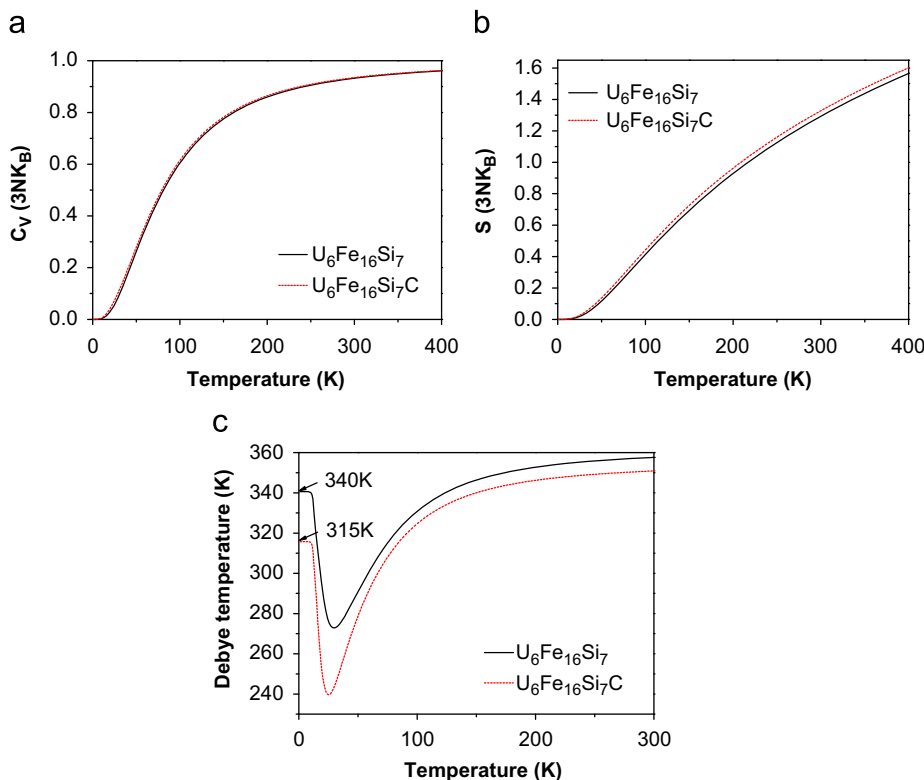 a
C_V (3NK_B)
1.0
0.8
0.6
0.4
0.2
0.0
U₆Fe₁₆Si₇
U₆Fe₁₆Si₇C
0 100 200 300 400
Temperature (K)
b
S (3NK_B)
1.6
1.4
1.2
1.0
0.8
0.6
0.4
0.2
0.0
U₆Fe₁₆Si₇
U₆Fe₁₆Si₇C
0 100 200 300 400
Temperature (K)
c
Debye temperature (K)
360
340
320
300
280
260
240
340K
315K
U₆Fe₁₆Si₇
U₆Fe₁₆Si₇C
0 100 200 300
Temperature (K)